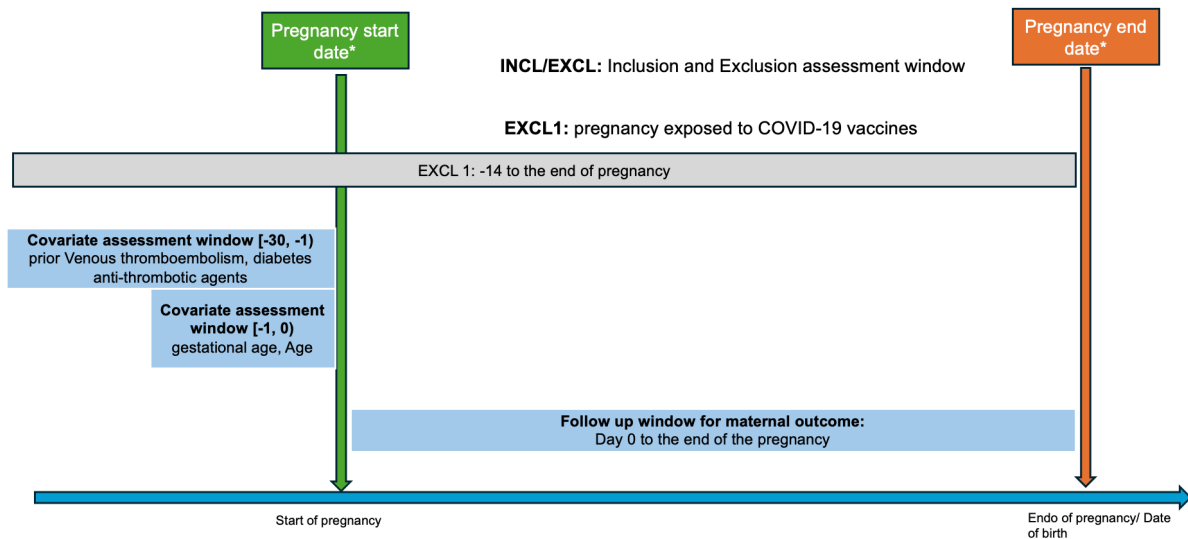 Pregnancy start
date*
Pregnancy end
date*
INCL/EXCL: Inclusion and Exclusion assessment window
EXCL1: pregnancy exposed to COVID-19 vaccines
EXCL 1: -14 to the end of pregnancy
Covariate assessment window [-30, -1)
prior Venous thromboembolism, diabetes
anti-thrombotic agents
Covariate assessment
window [-1, 0)
gestational age, Age
Follow up window for maternal outcome:
Day 0 to the end of the pregnancy
Start of pregnancy
Endo of pregnancy/ Date
of birth